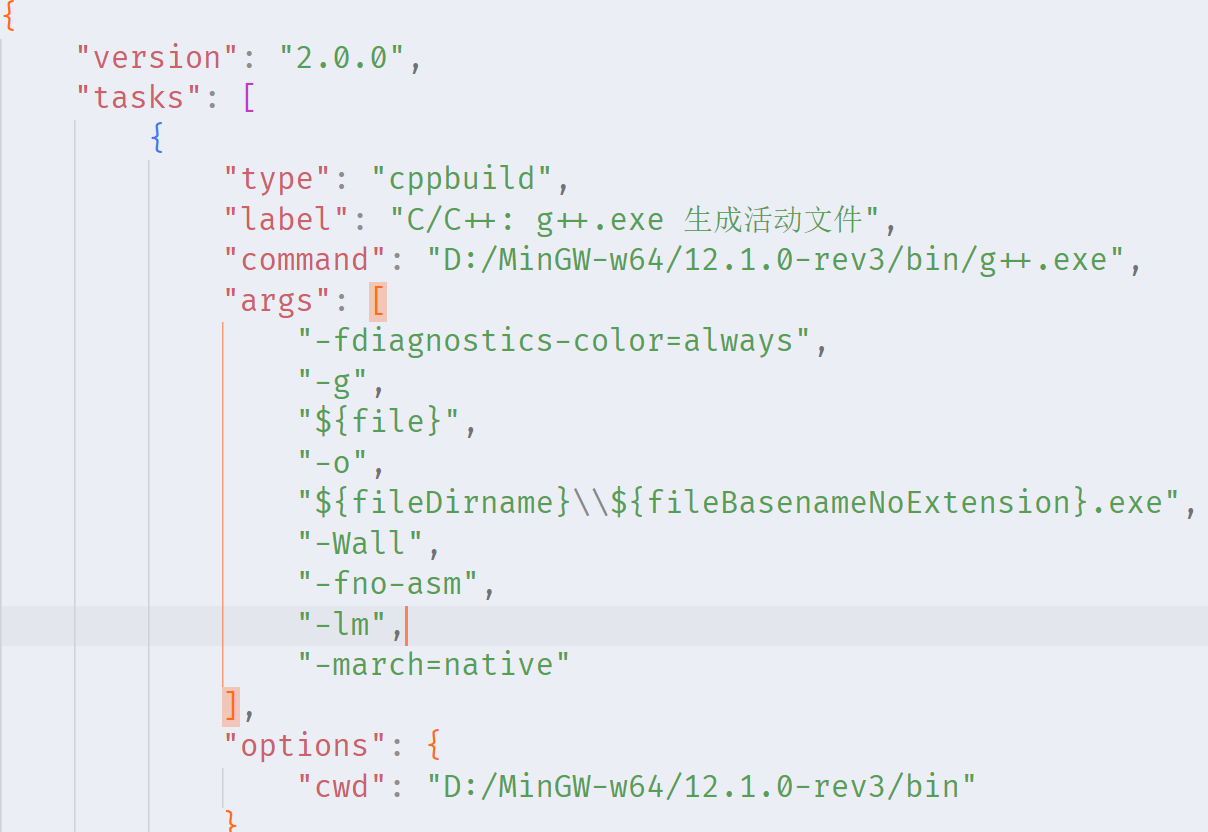 {
"version": "2.0.0",
"tasks": [
{
"type": "cppbuild",
"label": "C/C++: g++.exe 生成活动文件",
"command": "D:/MinGW-w64/12.1.0-rev3/bin/g++.exe",
"args": [
"-fdiagnostics-color=always",
"-g",
"${file}",
"-o",
"${fileDirname}\\${fileBasenameNoExtension}.exe",
"-Wall",
"-fno-asm",
"-lm",
"-march=native"
],
"options": {
"cwd": "D:/MinGW-w64/12.1.0-rev3/bin"
}